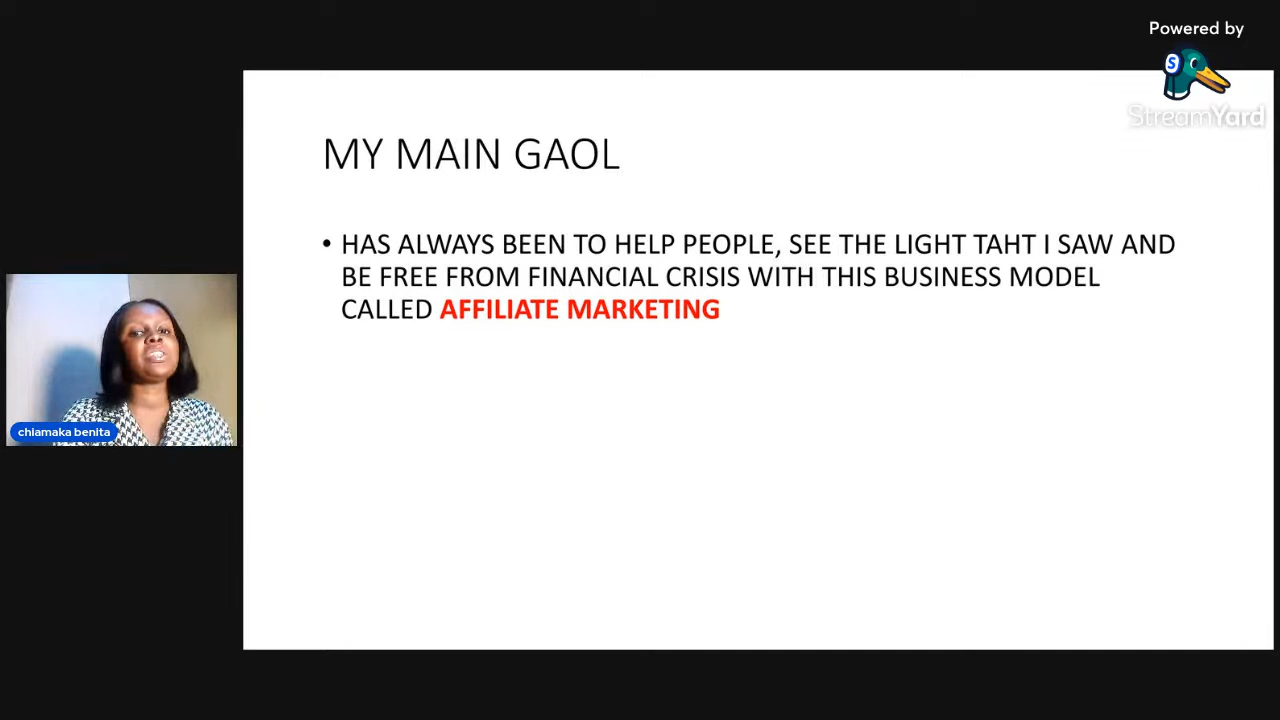 Powered by
StreamYard
MY MAIN GAOL
• HAS ALWAYS BEEN TO HELP PEOPLE, SEE THE LIGHT TAHT I SAW AND
BE FREE FROM FINANCIAL CRISIS WITH THIS BUSINESS MODEL
CALLED AFFILIATE MARKETING
chiamaka benita